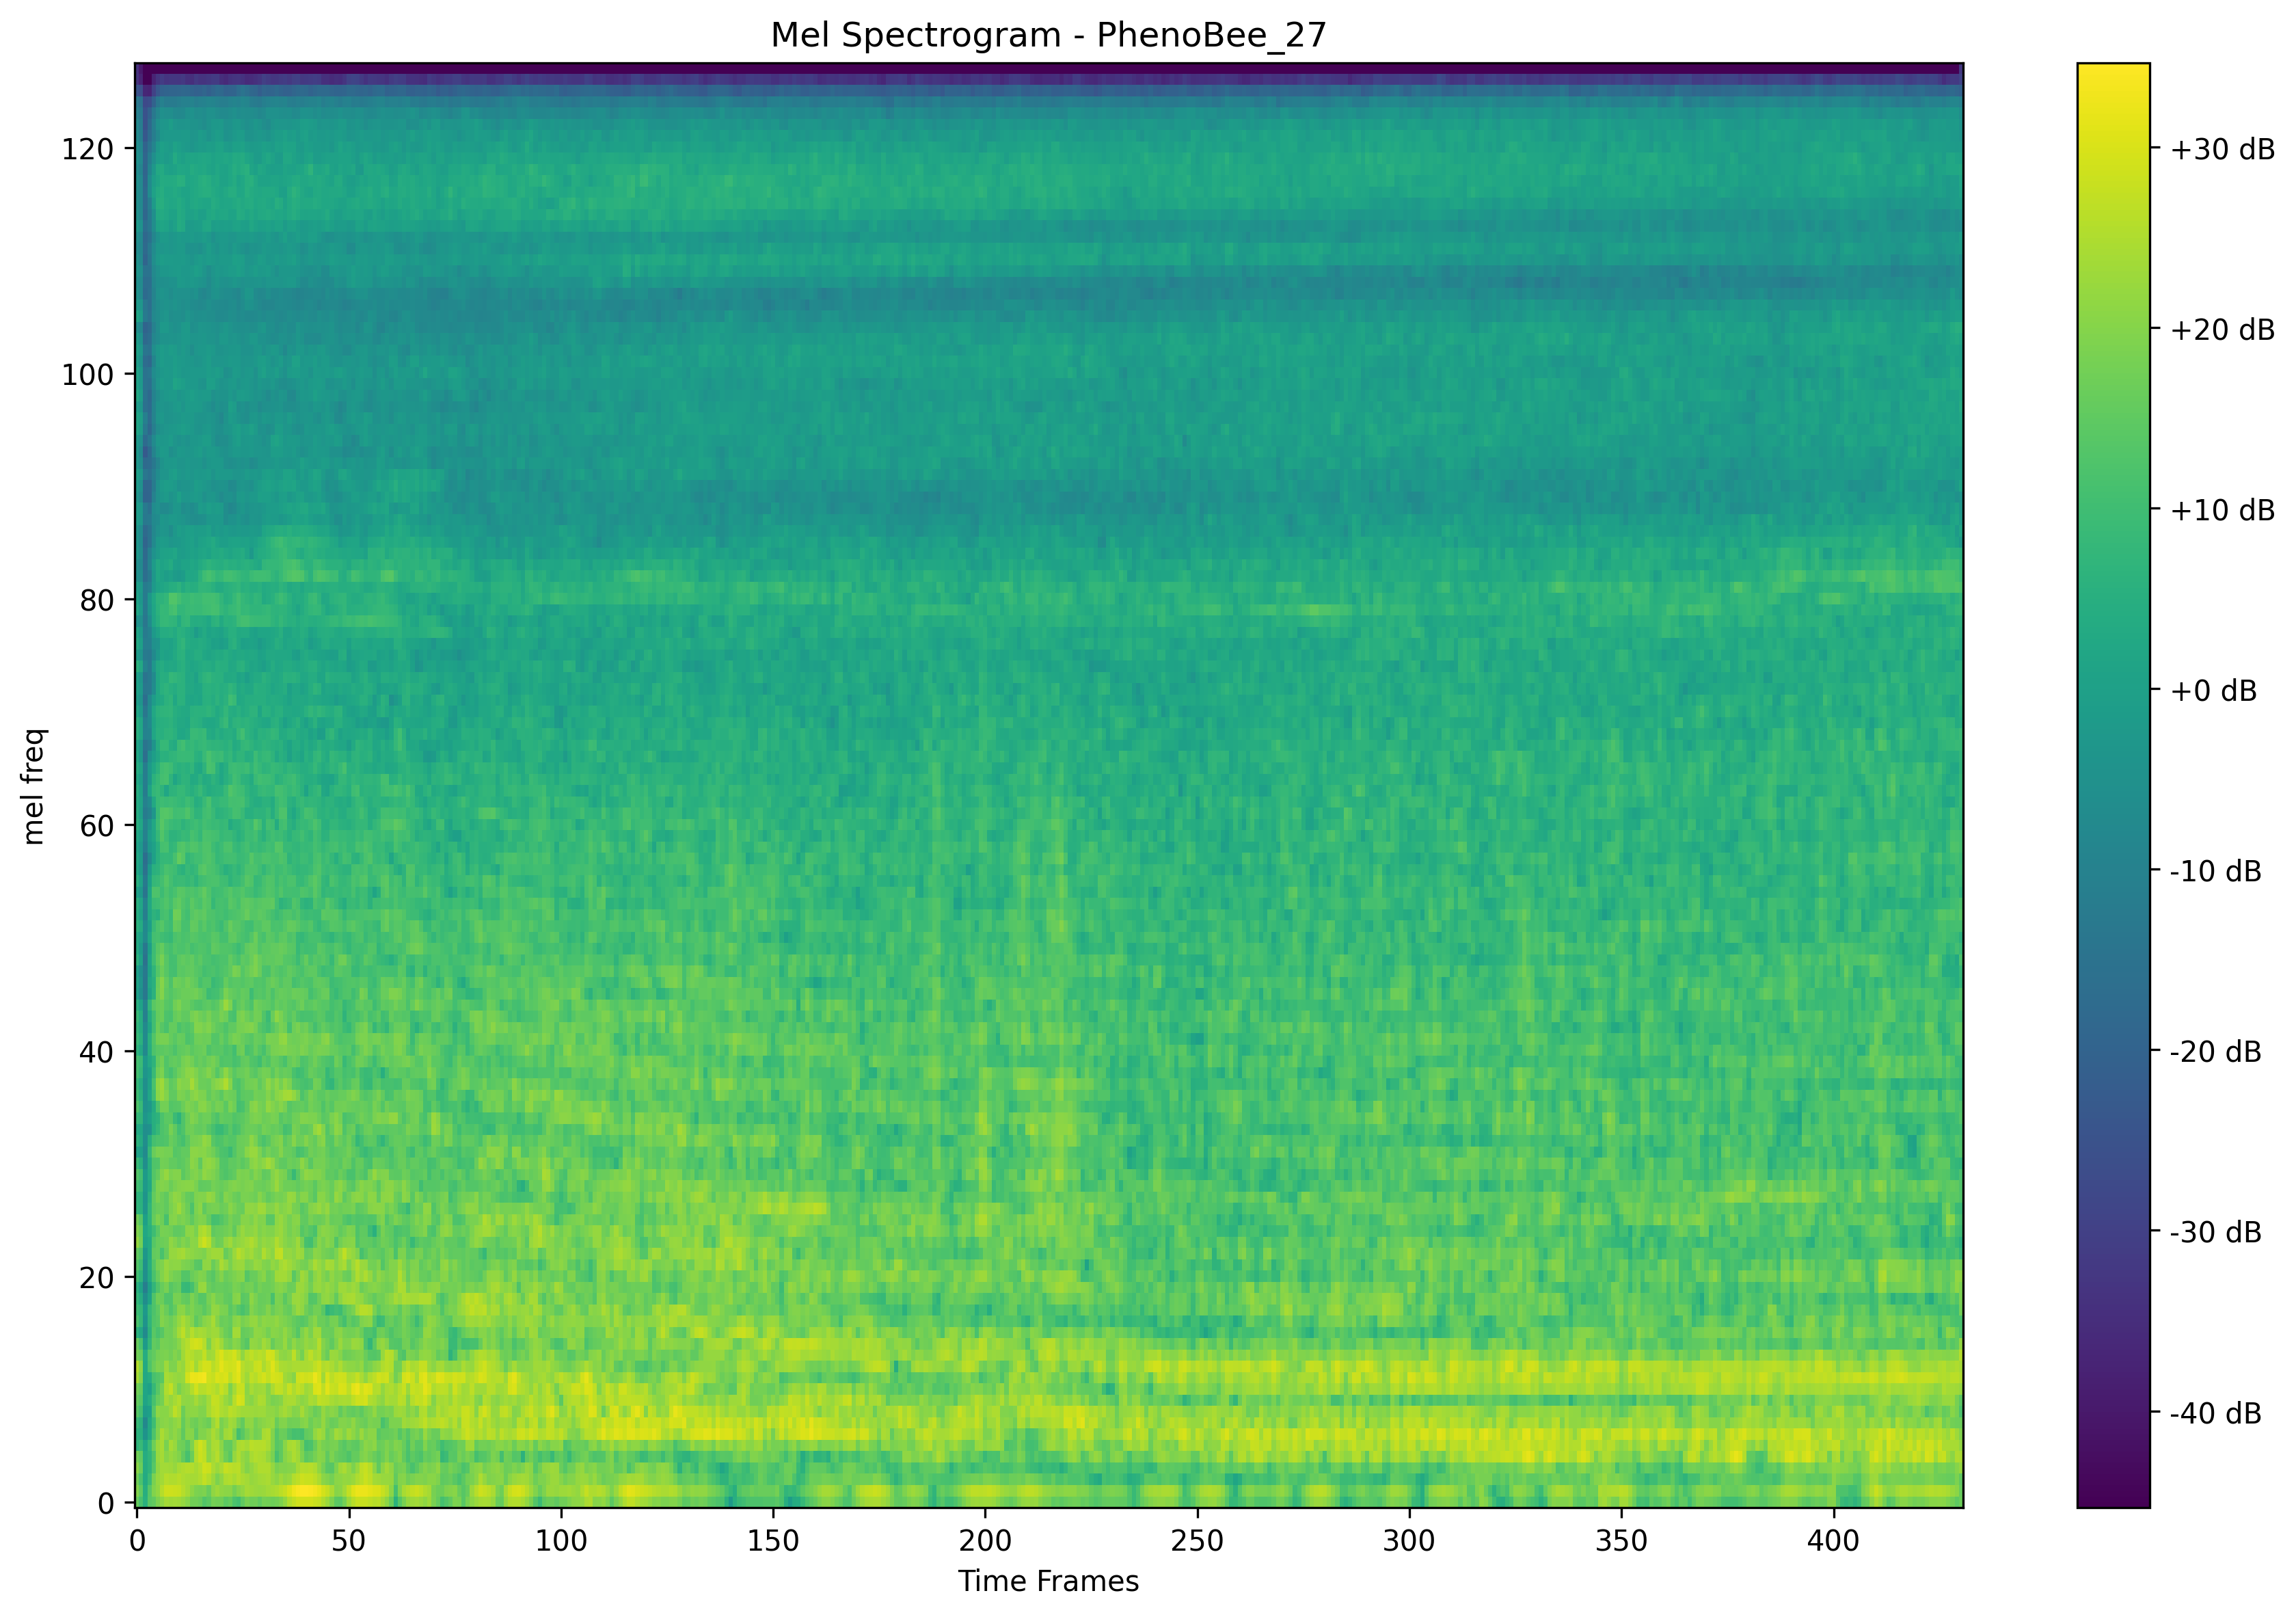 Mel Spectrogram - PhenoBee_27
mel freq
120
100
80
60
40
20
0
0 50 100 150 200 250 300 350 400
Time Frames
+30 dB
+20 dB
+10 dB
+0 dB
-10 dB
-20 dB
-30 dB
-40 dB